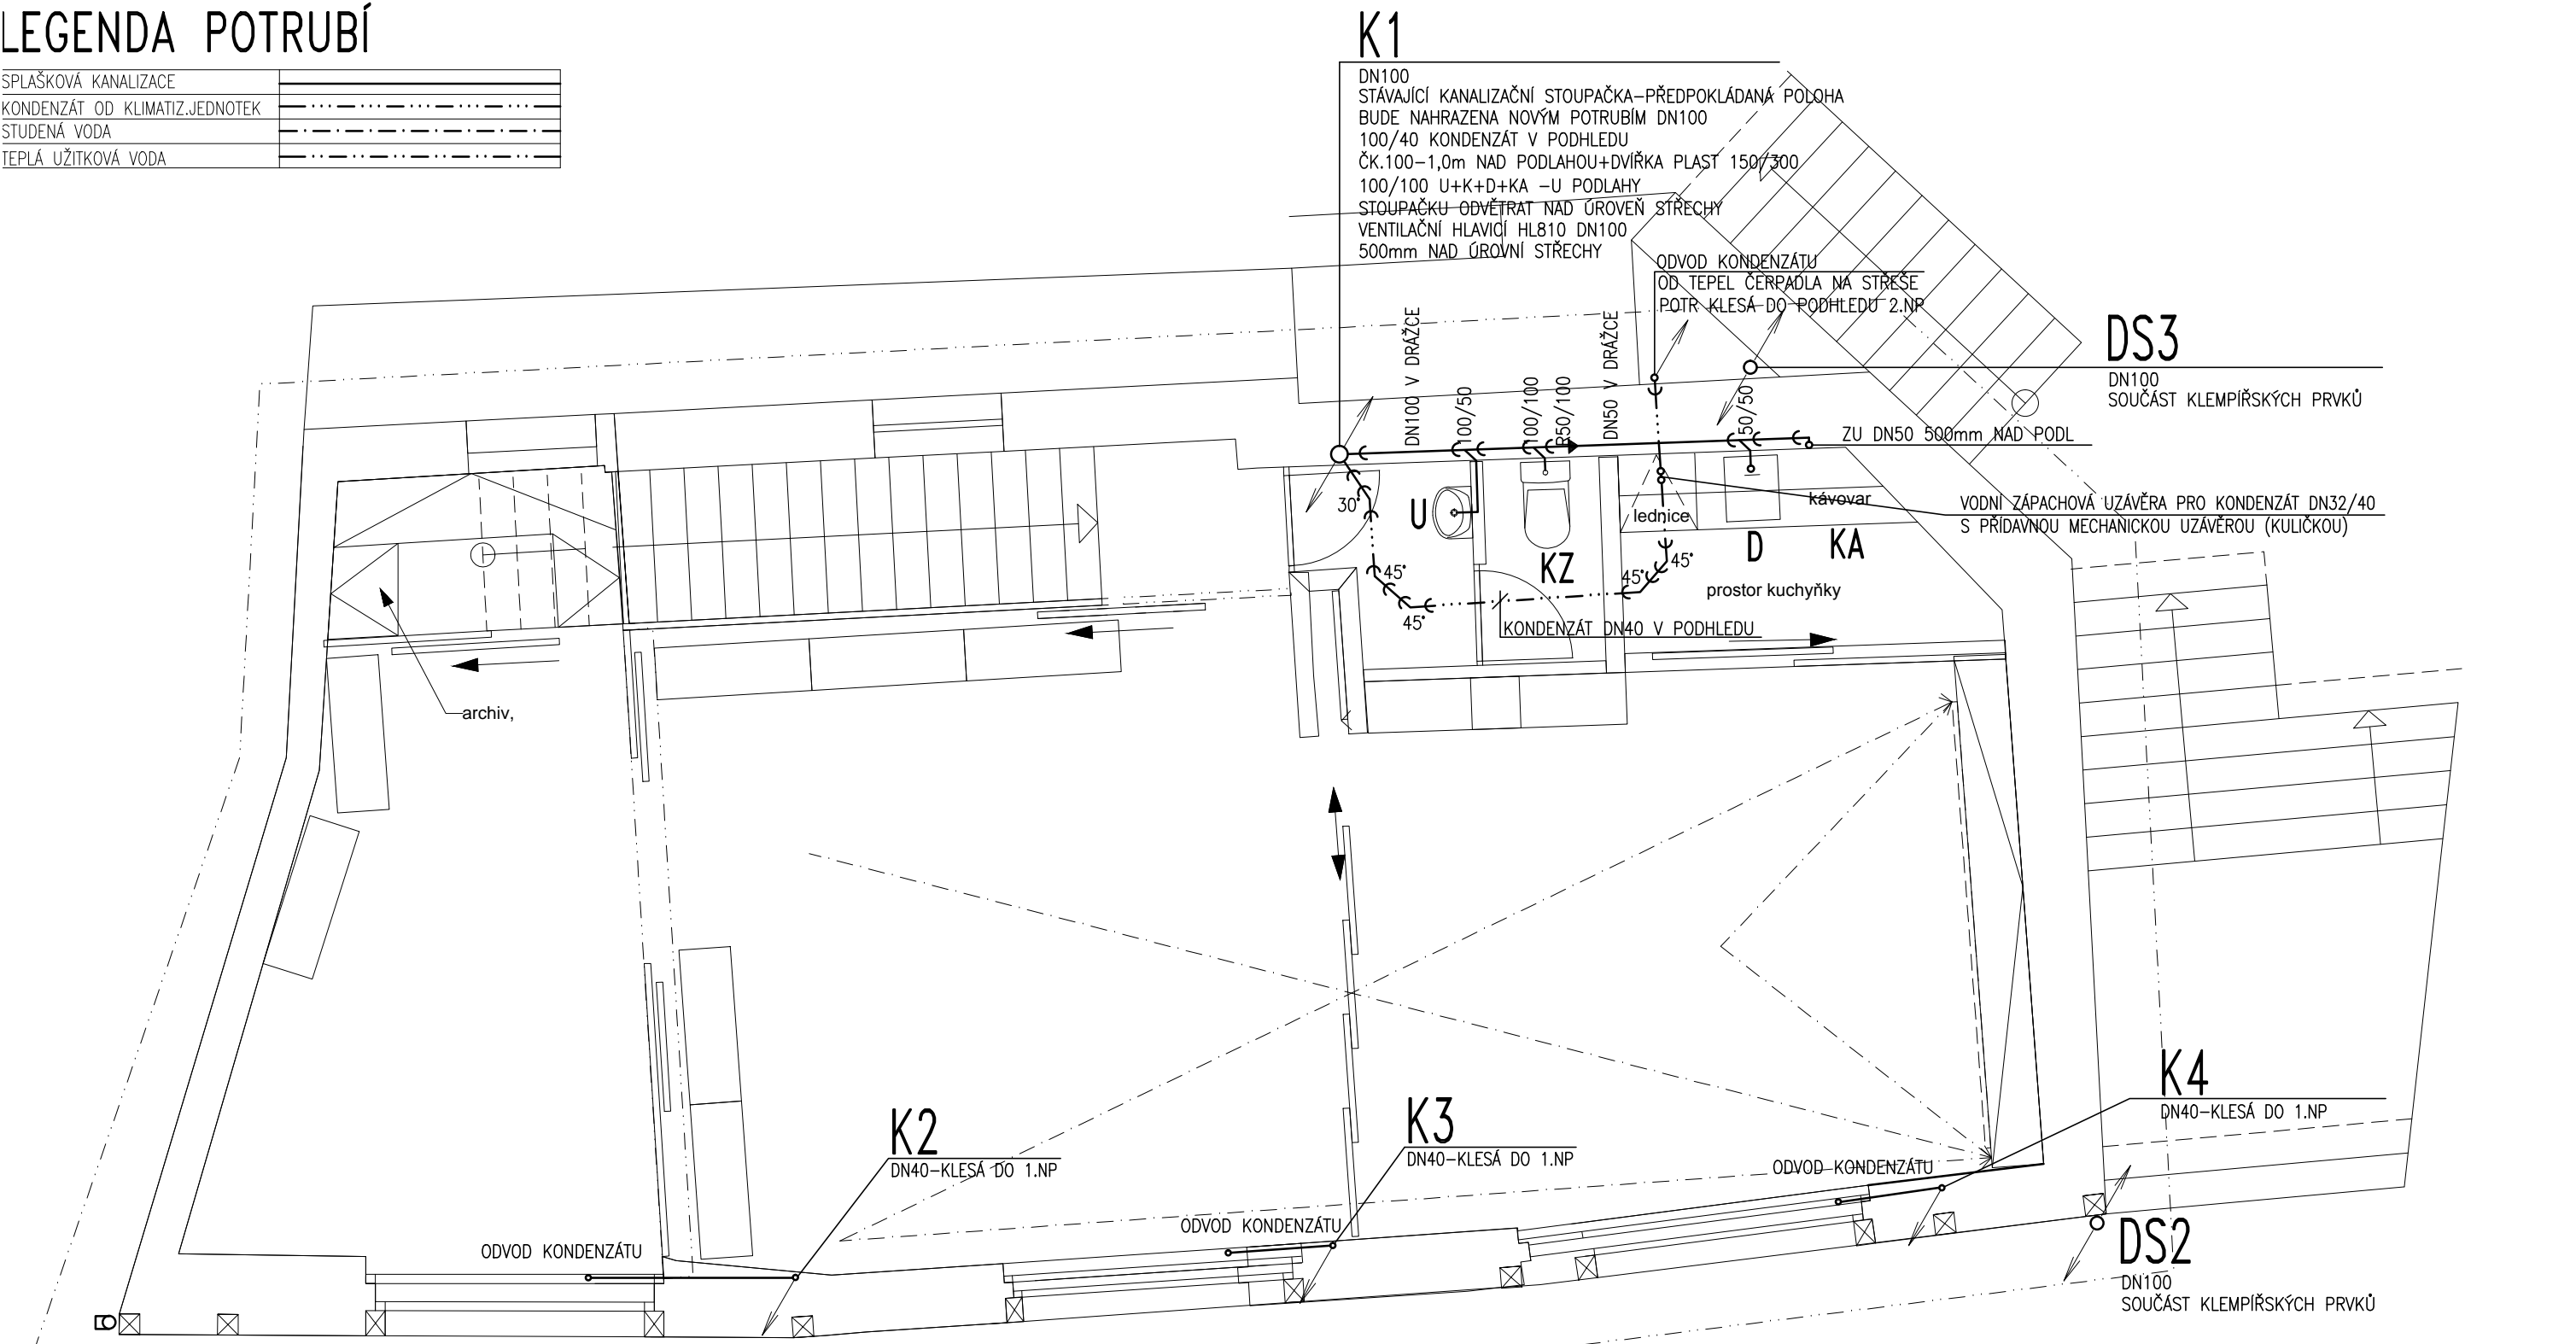 LEGENDA POTRUBÍ
SPLAŠKOVÁ KANALIZACE
KONDENZÁT OD KLIMATIZ.JEDNOTEK
STUDENÁ VODA
TEPLÁ UŽITKOVÁ VODA
K1
DN100
STÁVAJÍCÍ KANALIZAČNÍ STOUPAČKA-PŘEDPOKLÁDANÁ POLOHA
BUDE NAHRAZENA NOVÝM POTRUBÍM DN100
100/40 KONDENZÁT V PODHLEDU
ČK.100-1,0m NAD PODLAHOU+DVÍŘKA PLAST 150/300
100/100 U+K+D+KA -U PODLAHY
STOUPAČKU ODVĚTRAT NAD ÚROVEŇ STŘECHY
VENTILAČNÍ HLAVICÍ HL810 DN100
500mm NAD ÚROVNÍ STŘECHY
ODVOD KONDENZÁTU
OD TEPEL ČERPADLA NA STŘEŠE
POTR KLESÁ DO PODHLEDU 2.NP
DS3
DN100
SOUČÁST KLEMPÍŘSKÝCH PRVKŮ
DN100 V DRÁŽCE
100/50
100/100
R50/100
DN50 V DRÁŽCE
50/50
ZU DN50 500mm NAD PODL
VODNÍ ZÁPACHOVÁ UZÁVĚRA PRO KONDENZÁT DN32/40
S PŘÍDAVNOU MECHANICKOU UZÁVĚROU (KULIČKOU)
30°
U
lednice
kávovar
KZ
D
KA
45°
45°
45°
45°
prostor kuchyňky
KONDENZÁT DN40 V PODHLEDU
archiv,
K2
DN40-KLESÁ DO 1.NP
K3
DN40-KLESÁ DO 1.NP
K4
DN40-KLESÁ DO 1.NP
ODVOD KONDENZÁTU
ODVOD KONDENZÁTU
ODVOD KONDENZÁTU
DS2
DN100
SOUČÁST KLEMPÍŘSKÝCH PRVKŮ